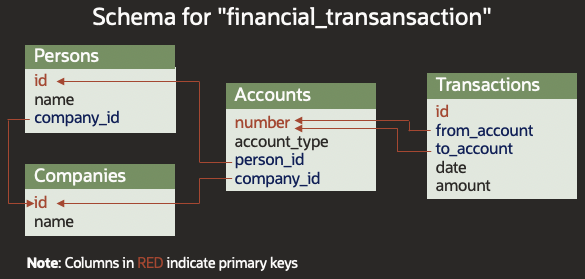 Schema for "financial_transansaction"
Persons
id
name
company_id
Companies
id
name
Accounts
number
account_type
person_id
company_id
Transactions
id
from_account
to_account
date
amount
Note: Columns in RED indicate primary keys